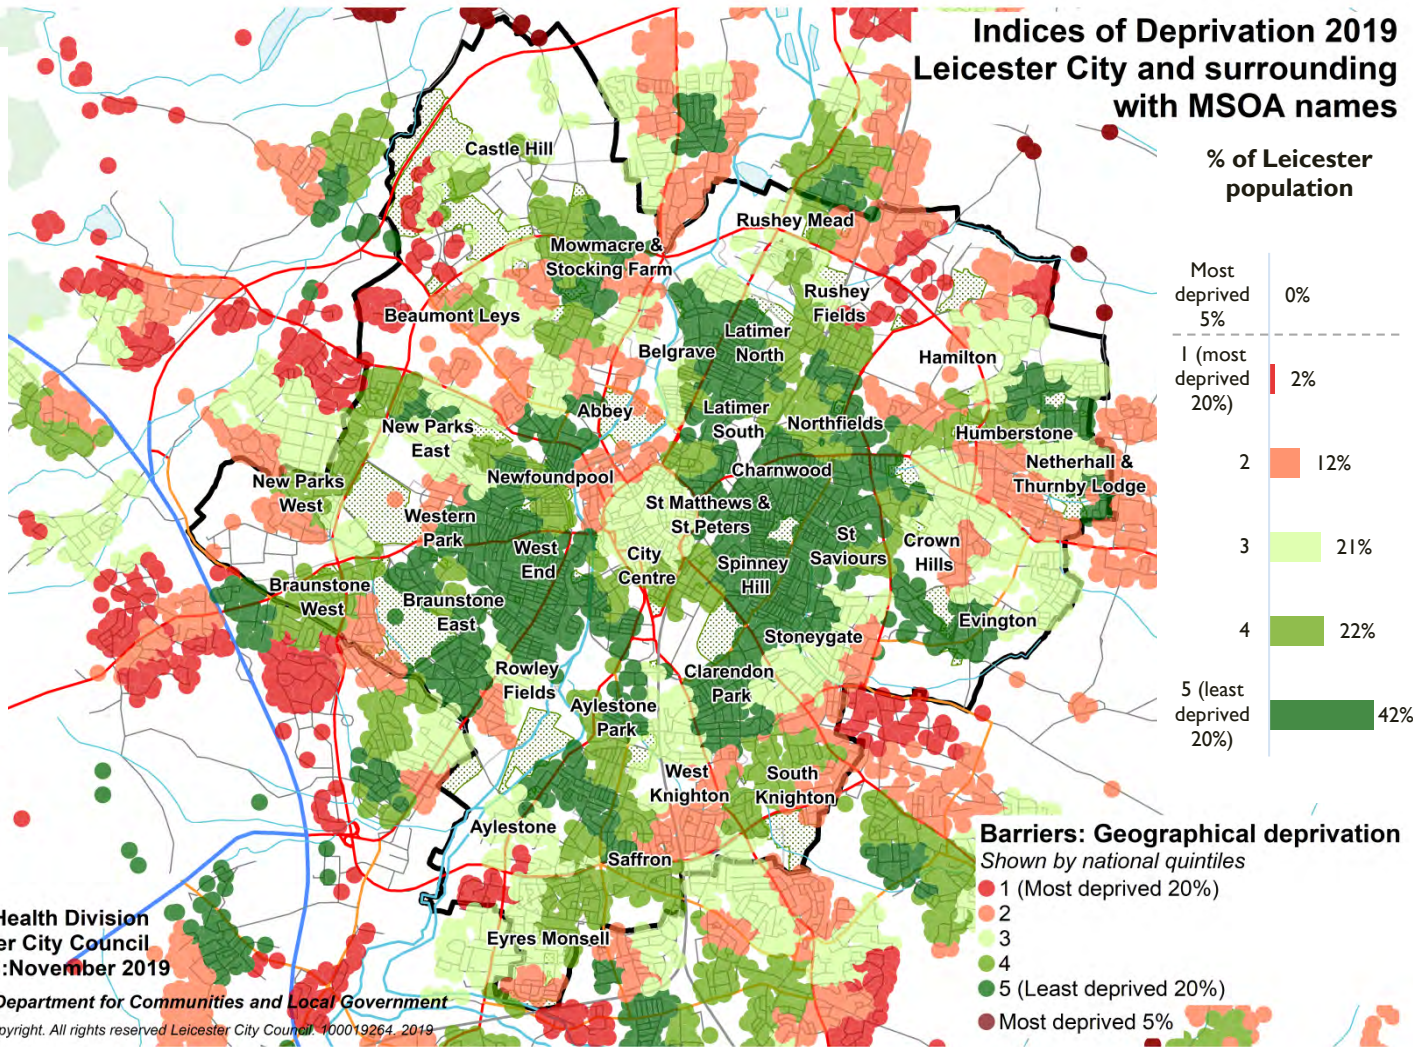 Indices of Deprivation 2019
Leicester City and surrounding
with MSOA names
% of Leicester
population
Most
deprived
5%
0%
1 (most
deprived
20%)
2%
2
12%
3
21%
4
22%
5 (least
deprived
20%)
42%
Castle Hill
Rushey Mead
Mowmacre &
Stocking Farm
Rushey
Fields
Beaumont Leys
Latimer
North
Belgrave
Hamilton
Abbey
Latimer
South
Northfields
New Parks
East
Humberstone
Charnwood
Netherhall &
Thurnby Lodge
Newfoundpool
New Parks
West
St Matthews &
St Peters
Western
Park
West
End
City
Centre
Spinney
Hill
St
Saviours
Crown
Hills
Braunstone
West
Braunstone
East
Evington
Stoneygate
Rowley
Fields
Clarendon
Park
Aylestone
Park
West
Knighton
South
Knighton
Aylestone
Saffron
Eyres Monsell
Barriers: Geographical deprivation
Shown by national quintiles
1 (Most deprived 20%)
2
3
4
5 (Least deprived 20%)
Most deprived 5%
Health Division
er City Council
:November 2019
Department for Communities and Local Government
pyright. All rights reserved Leicester City Council. 100019264. 2019